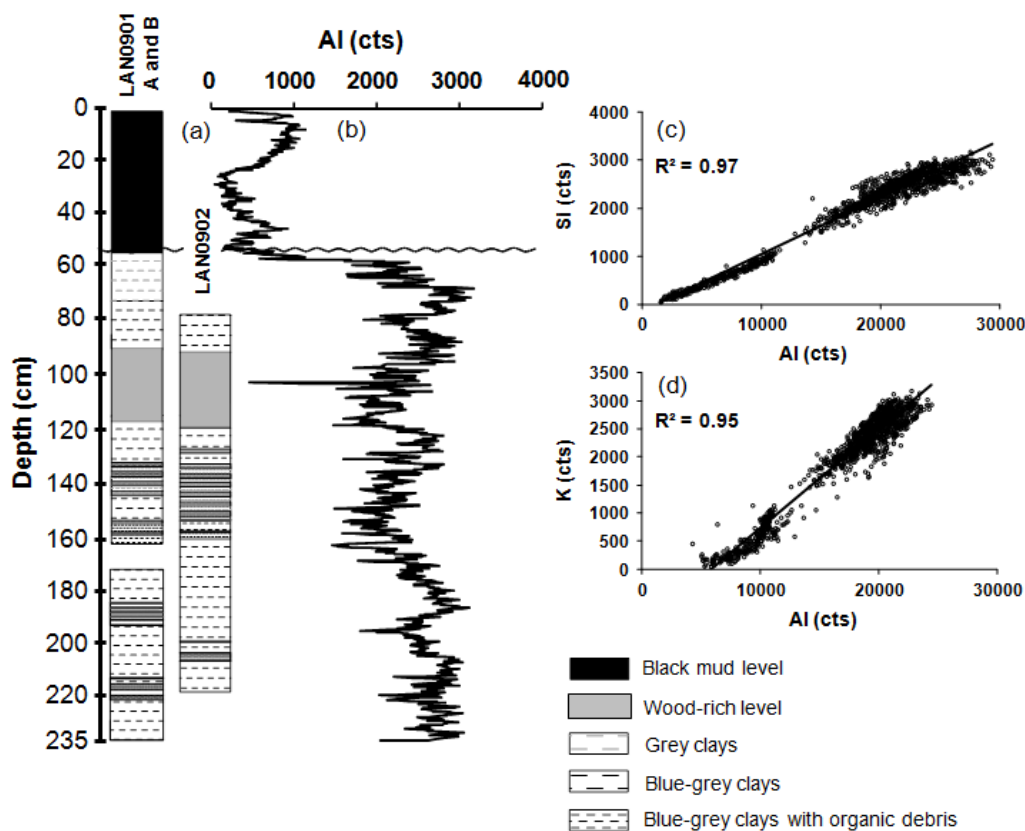 LAN0901
A and B
Al (cts)
0 1000 2000 3000 4000
(a)
(b)
LAN0902
Depth (cm)
0
20
40
60
80
100
120
140
160
180
200
220
235
(c)
R² = 0.97
SI (cts)
4000
3000
2000
1000
0
0 10000 20000 30000
Al (cts)
(d)
R² = 0.95
K (cts)
3500
3000
2500
2000
1500
1000
500
0
0 10000 20000 30000
Al (cts)
Black mud level
Wood-rich level
Grey clays
Blue-grey clays
Blue-grey clays with organic debris